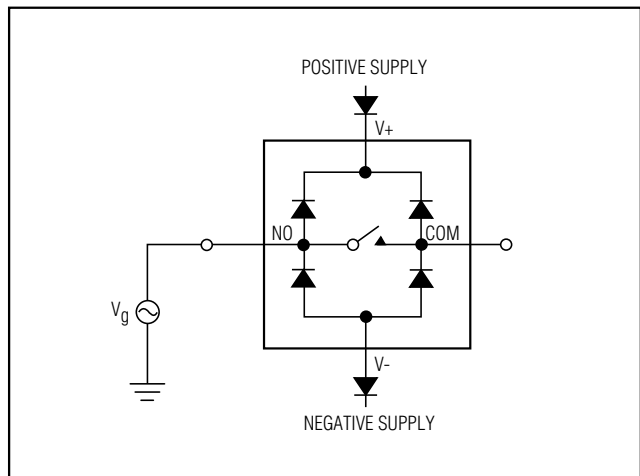 POSITIVE SUPPLY
V+
NO
COM
Vg
V-
NEGATIVE SUPPLY